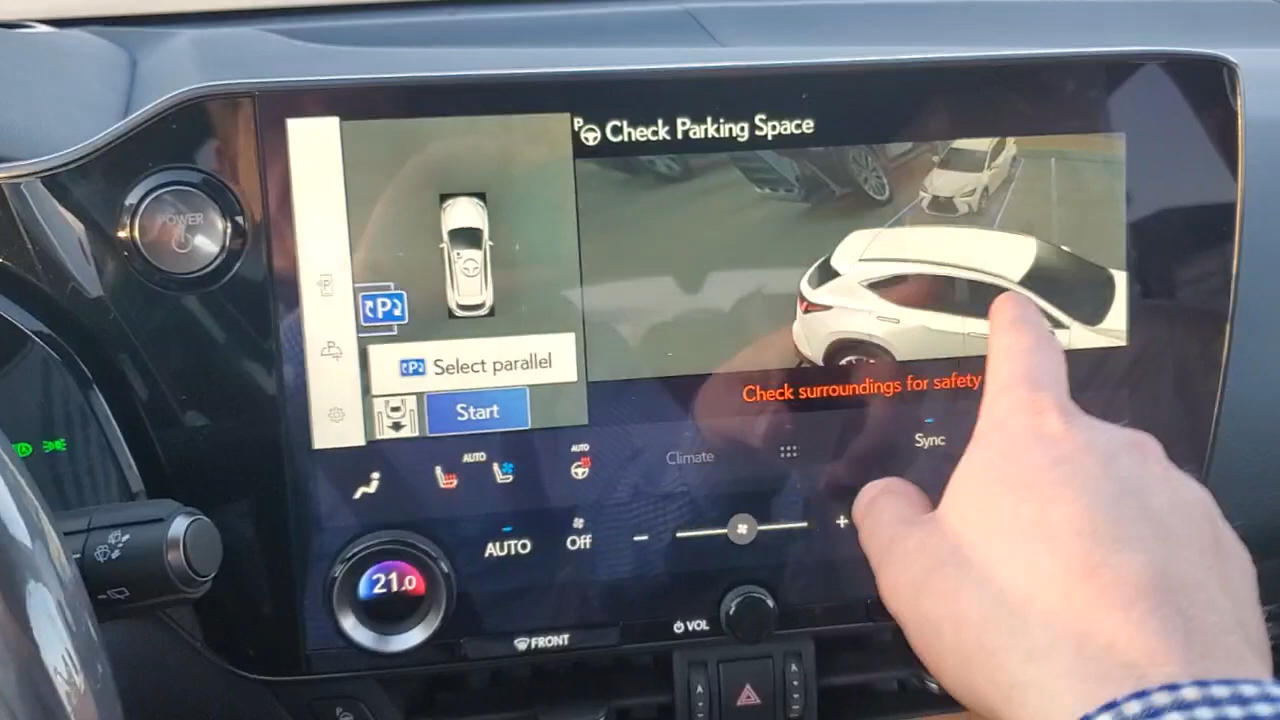 POWER
P Check Parking Space
P
Select parallel
Start
Check surroundings for safety
AUTO
AUTO
Climate
Sync
AUTO
Off
21.0
VOL
FRONT